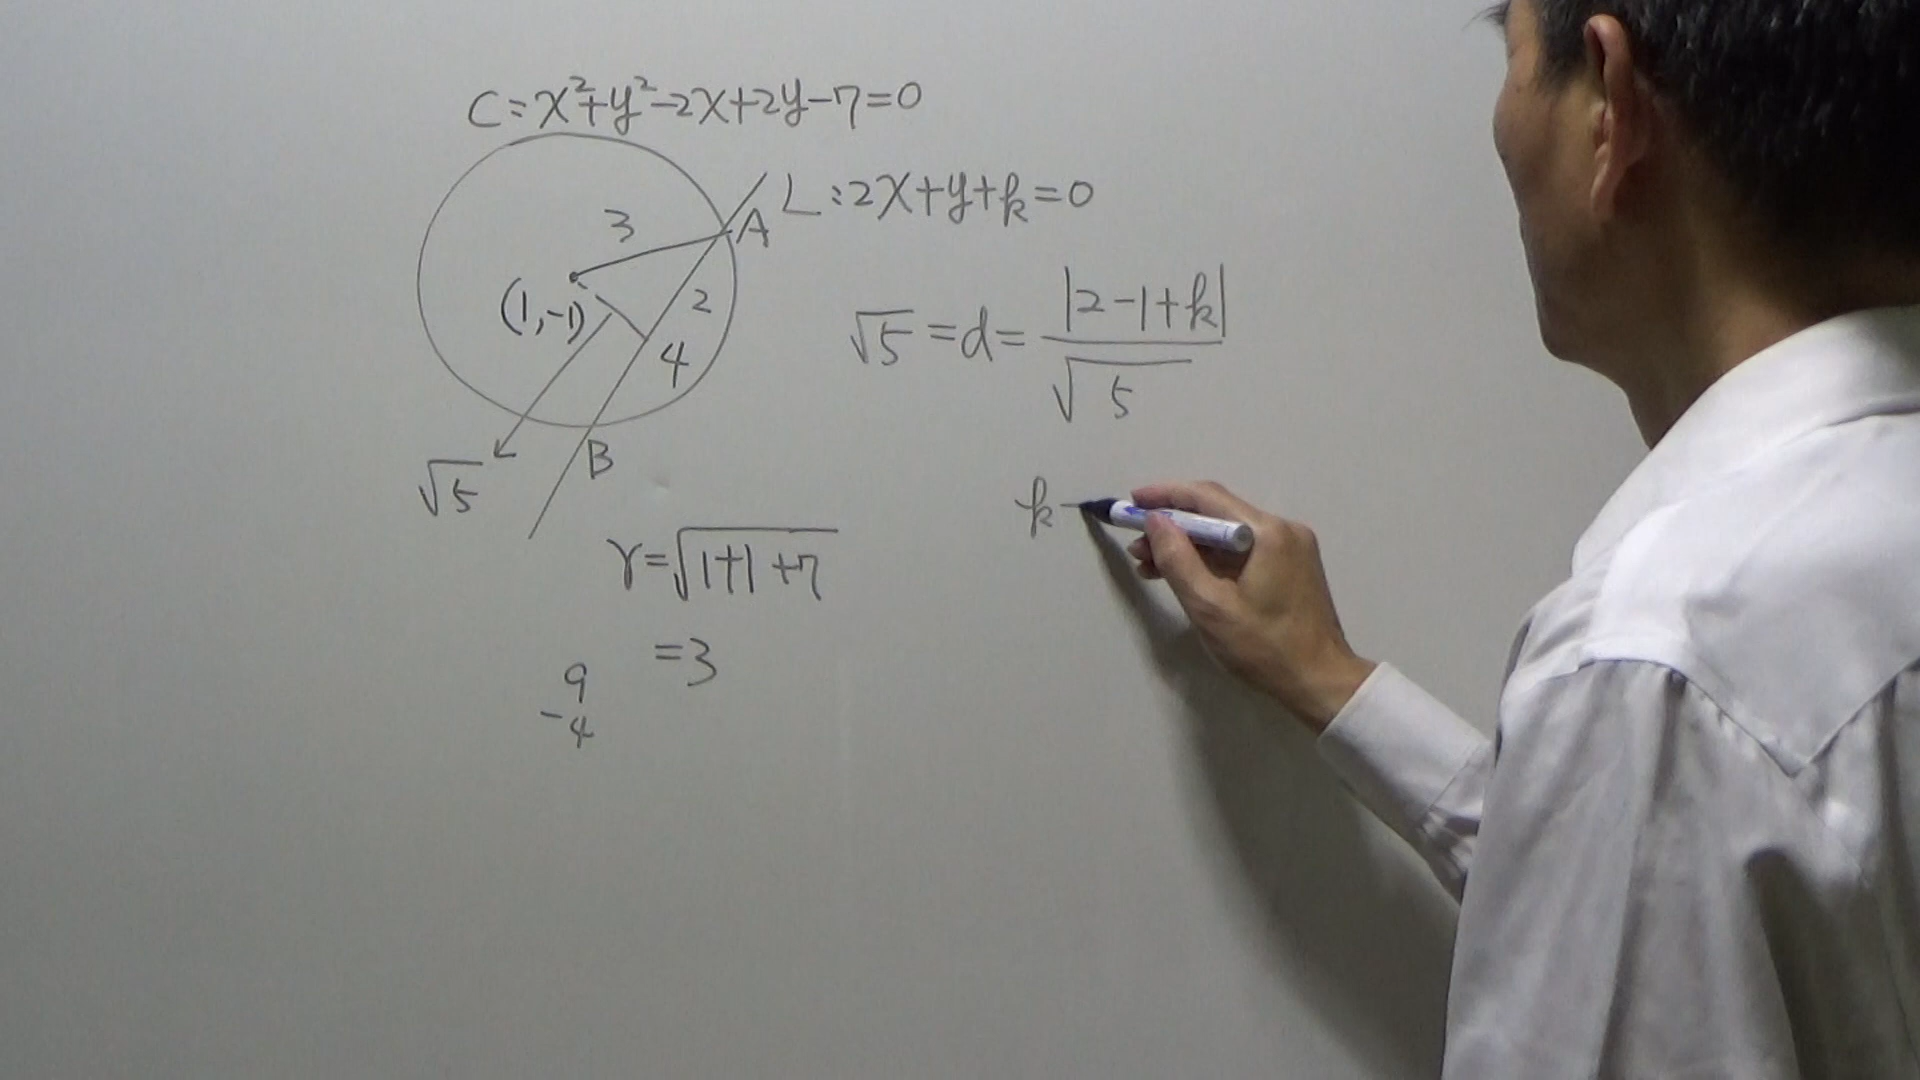 C=x²+y²-2x+2y-7=0
L:2x+y+k=0
A
3
(1,-1)
2
4
B
√5
√5=d=|2-1+k|/√5
k
r=√1+1+7
=3
9
-4